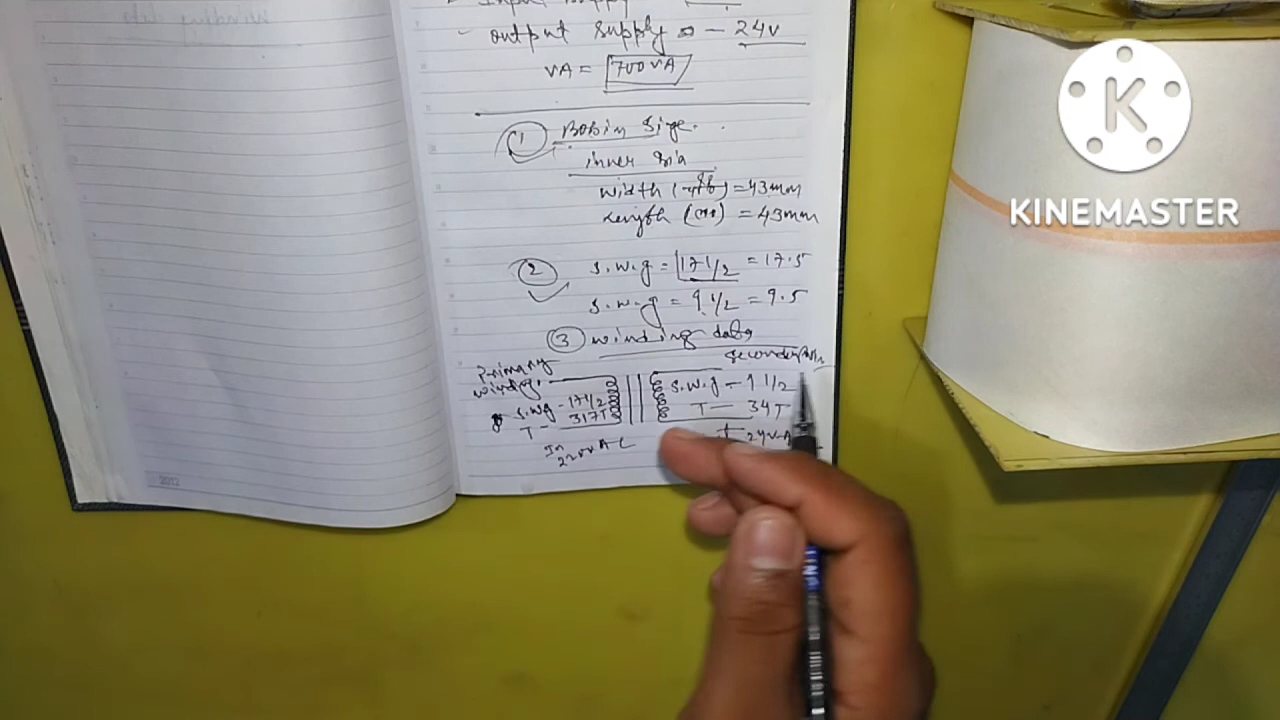 Input supply
- output supply - 24v
VA = 700VA
1 Bobin Size.
inner Dia
width = 43mm
Length = 43mm
2 S.W.g = 17 1/2 = 17.5
S.W.g = 9 1/2 = 9.5
3 winding data
Primary
winding.
S.W.g - 17 1/2
T - 317T
In
220V AC
S.W.g - 9 1/2
T - 34T
24V
K
KINEMASTER